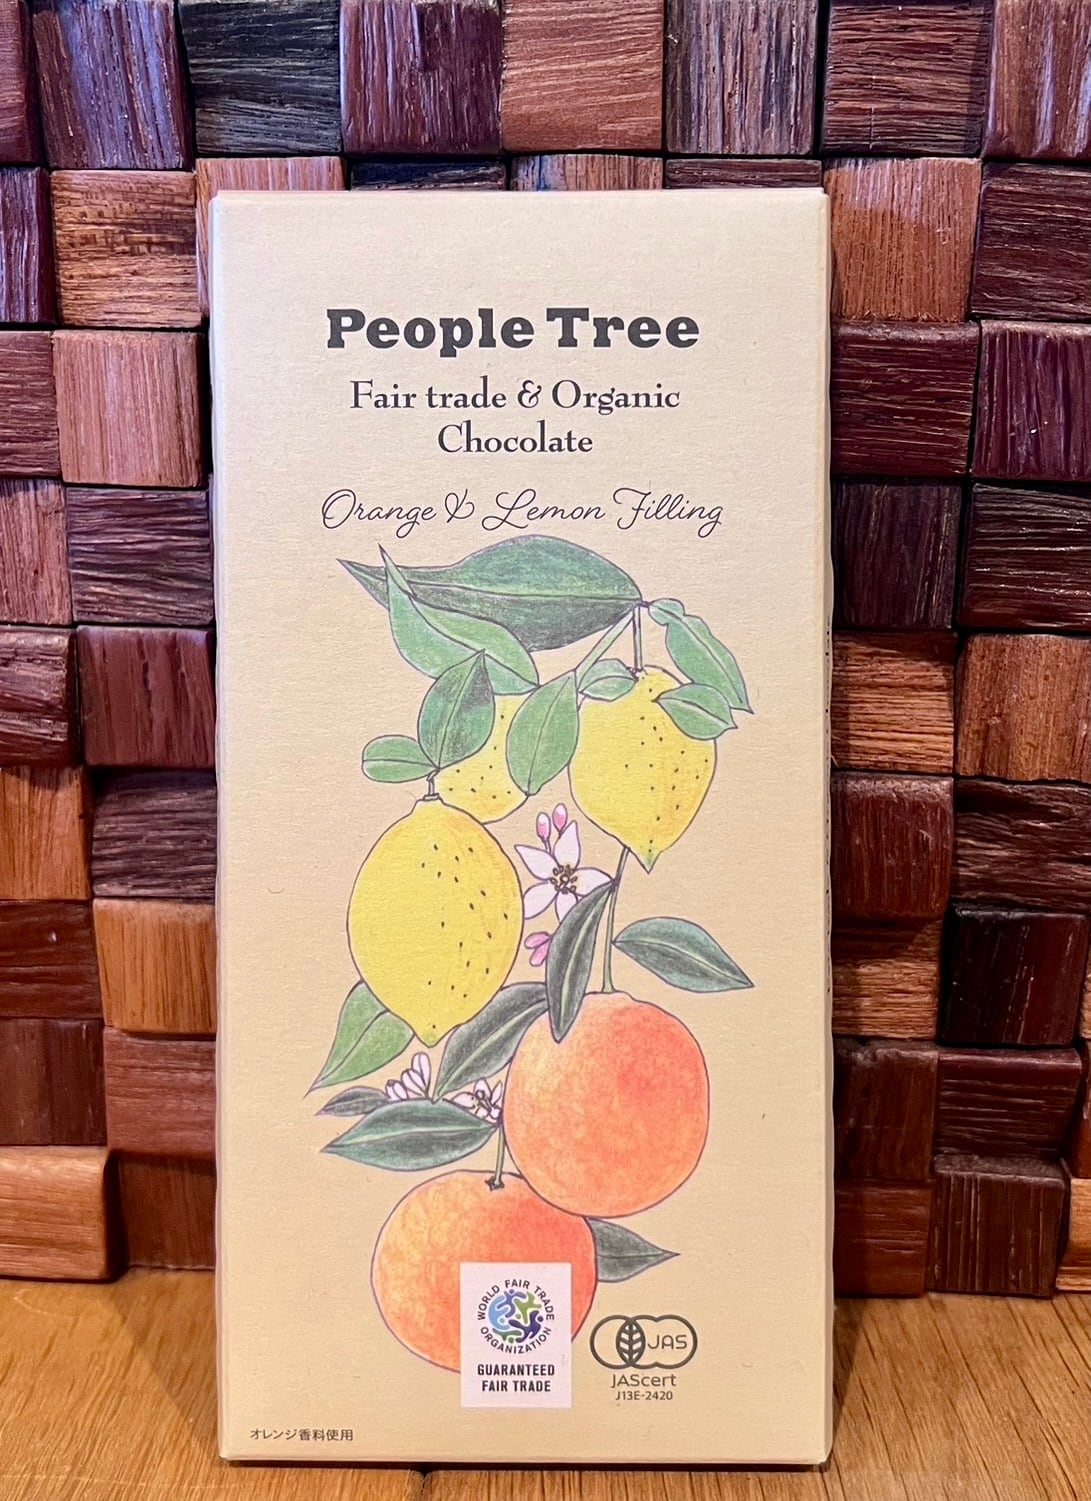 People Tree
Fair trade & Organic
Chocolate
Orange & Lemon Filling
WORLD FAIR TRADE
ORGANIZATION
GUARANTEED
FAIR TRADE
JAS
JAScert
J13E-2420
オレンジ香料使用